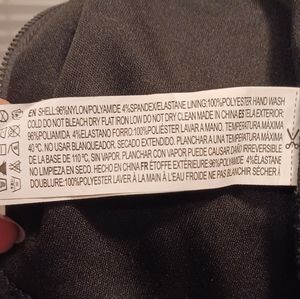 EN SHELL:96%NYLON/POLYAMIDE 4%SPANDEX/ELASTANE LINING:100%POLYESTER HAND WASH
COLD DO NOT BLEACH DRY FLAT IRON LOW DO NOT DRY CLEAN MADE IN CHINA ES EXTERIOR:
96%POLIAMIDA 4%ELASTANO FORRO:100%POLIÉSTER LAVAR A MANO. TEMPERATURA MÁXIMA
40 °C, NO USAR BLANQUEADOR. SECADO EXTENDIDO. PLANCHAR A UNA TEMPERATURA MÁXIMA
DE LA BASE DE 110 °C, SIN VAPOR. PLANCHAR CON VAPOR PUEDE CAUSAR DAÑO IRREVERSIBLE
NO LIMPIEZA EN SECO. HECHO EN CHINA FR ÉTOFFE EXTÉRIEURE: 96%POLYAMIDE 4%ÉLASTANE
DOUBLURE:100%POLYESTER LAVER À LA MAIN À L'EAU FROIDE NE PAS BLANCHIR SÉCHER À